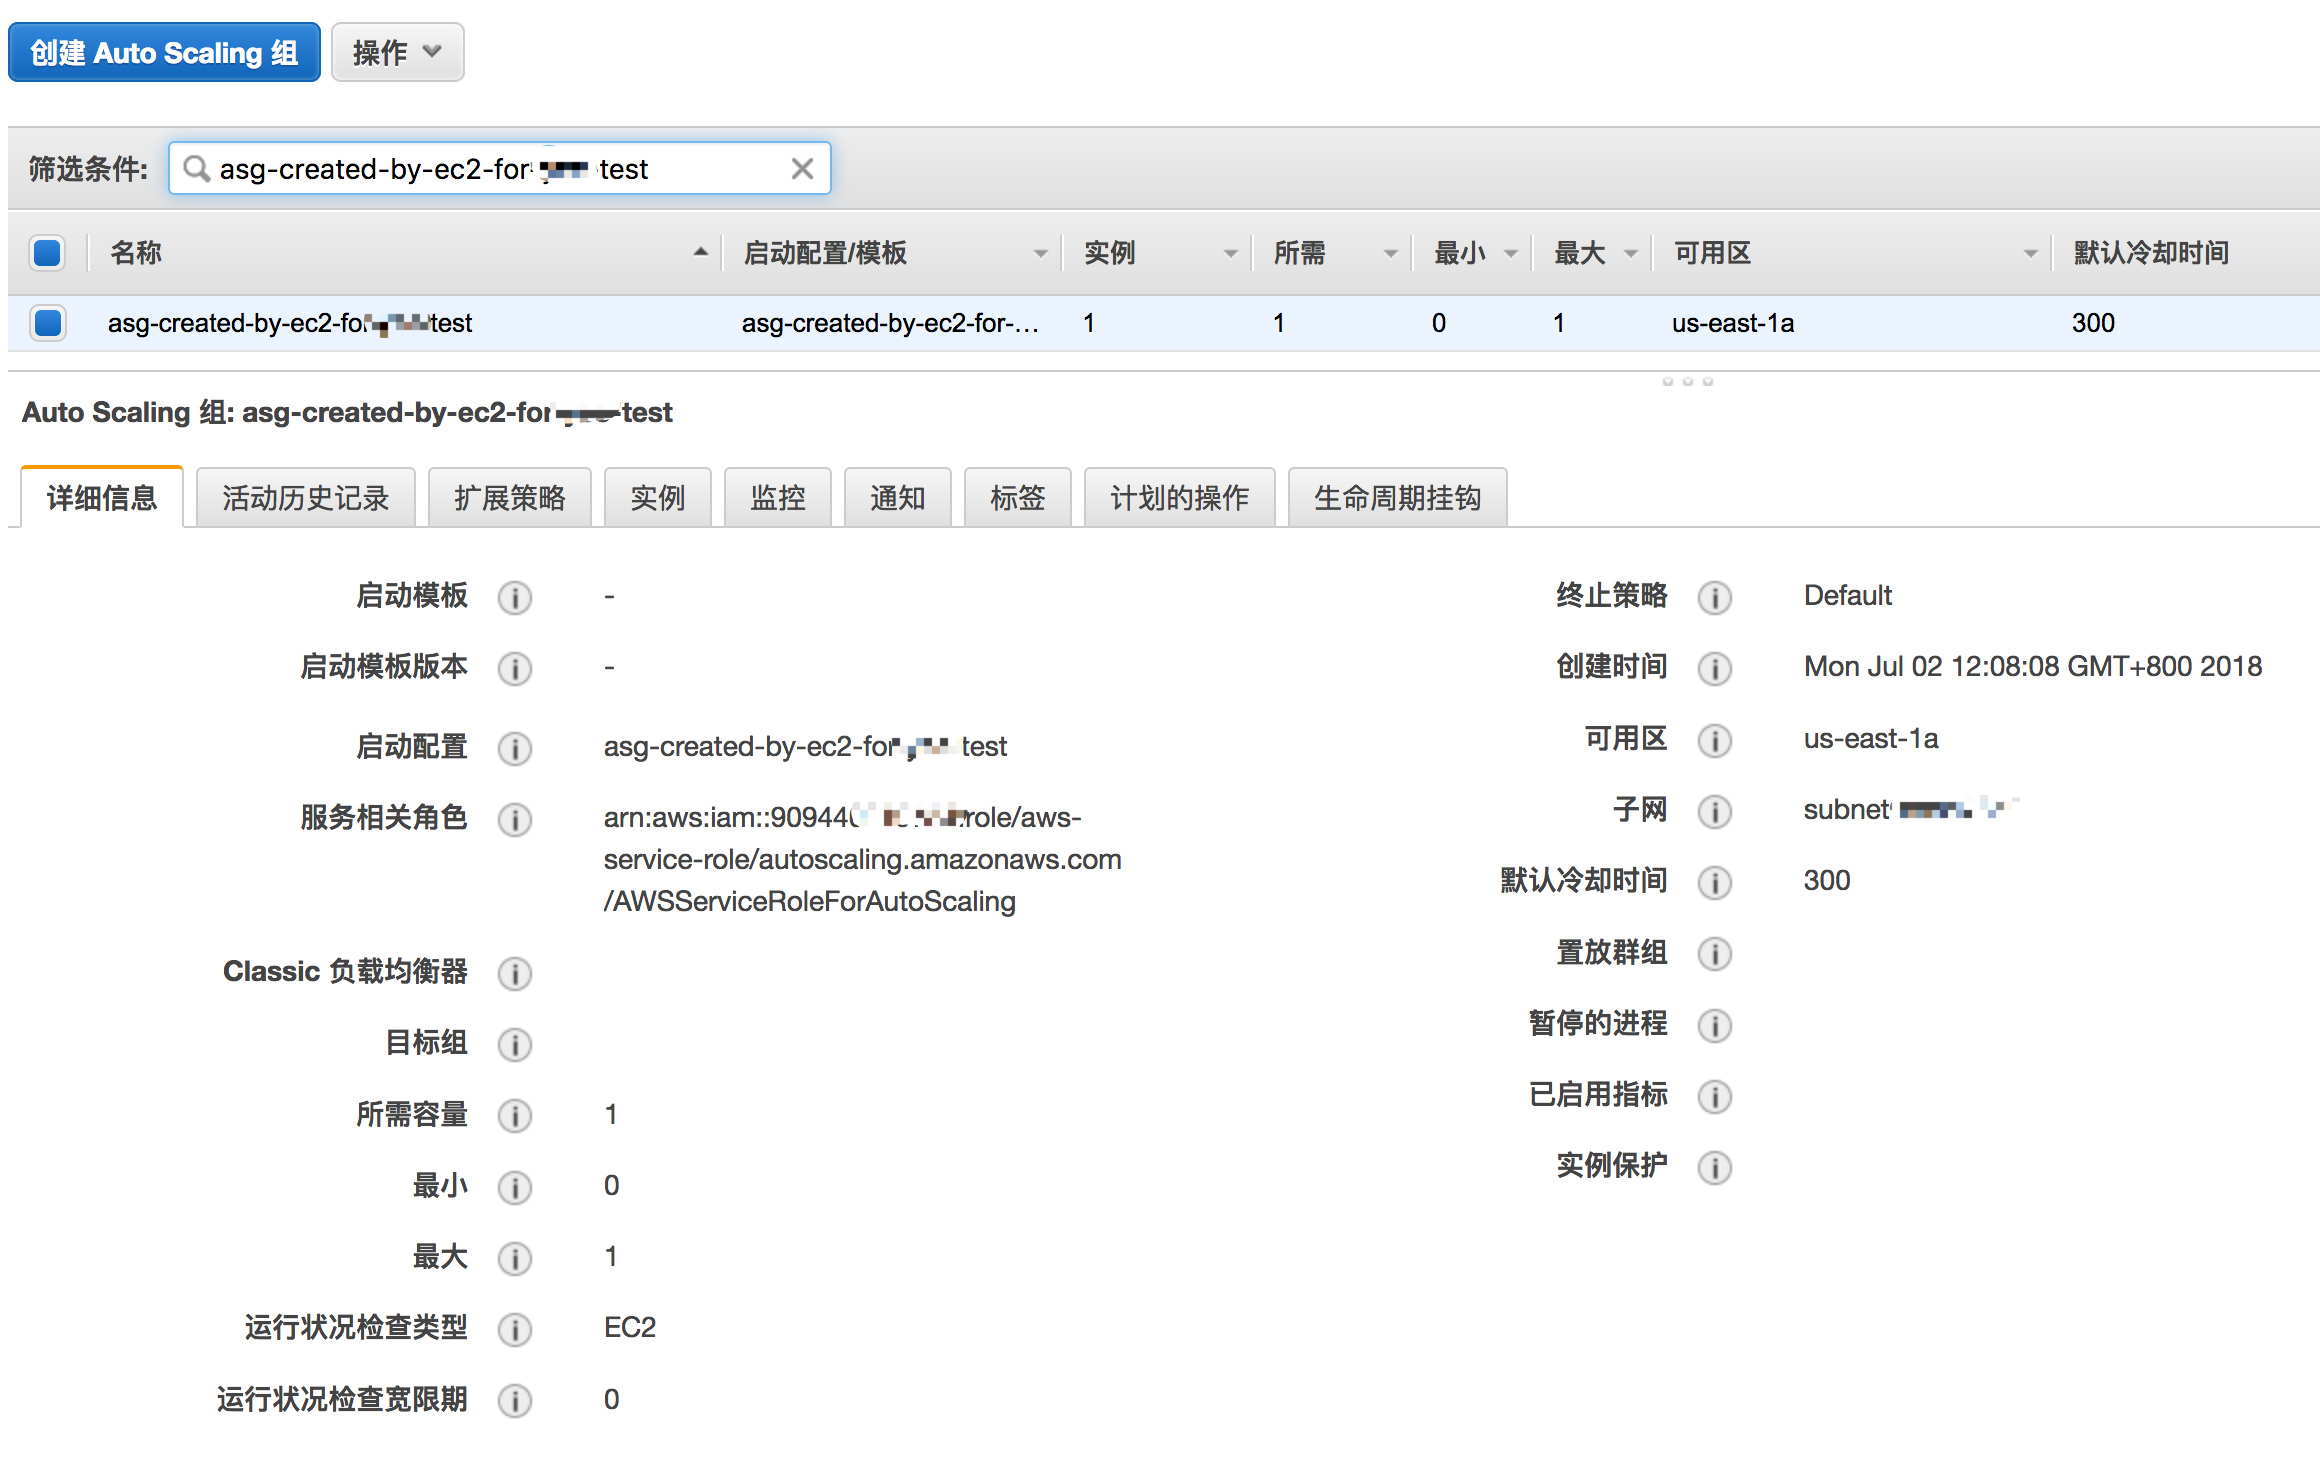 创建 Auto Scaling 组 操作
筛选条件: asg-created-by-ec2-for test
名称 启动配置/模板 实例 所需 最小 最大 可用区 默认冷却时间
asg-created-by-ec2-for test asg-created-by-ec2-for-... 1 1 0 1 us-east-1a 300
Auto Scaling 组: asg-created-by-ec2-for test
详细信息 活动历史记录 扩展策略 实例 监控 通知 标签 计划的操作 生命周期挂钩
启动模板 -
启动模板版本 -
启动配置 asg-created-by-ec2-for test
服务相关角色 arn:aws:iam::90944 role/aws-
service-role/autoscaling.amazonaws.com
/AWSServiceRoleForAutoScaling
Classic 负载均衡器
目标组
所需容量 1
最小 0
最大 1
运行状况检查类型 EC2
运行状况检查宽限期 0
终止策略 Default
创建时间 Mon Jul 02 12:08:08 GMT+800 2018
可用区 us-east-1a
子网 subnet
默认冷却时间 300
置放群组
暂停的进程
已启用指标
实例保护